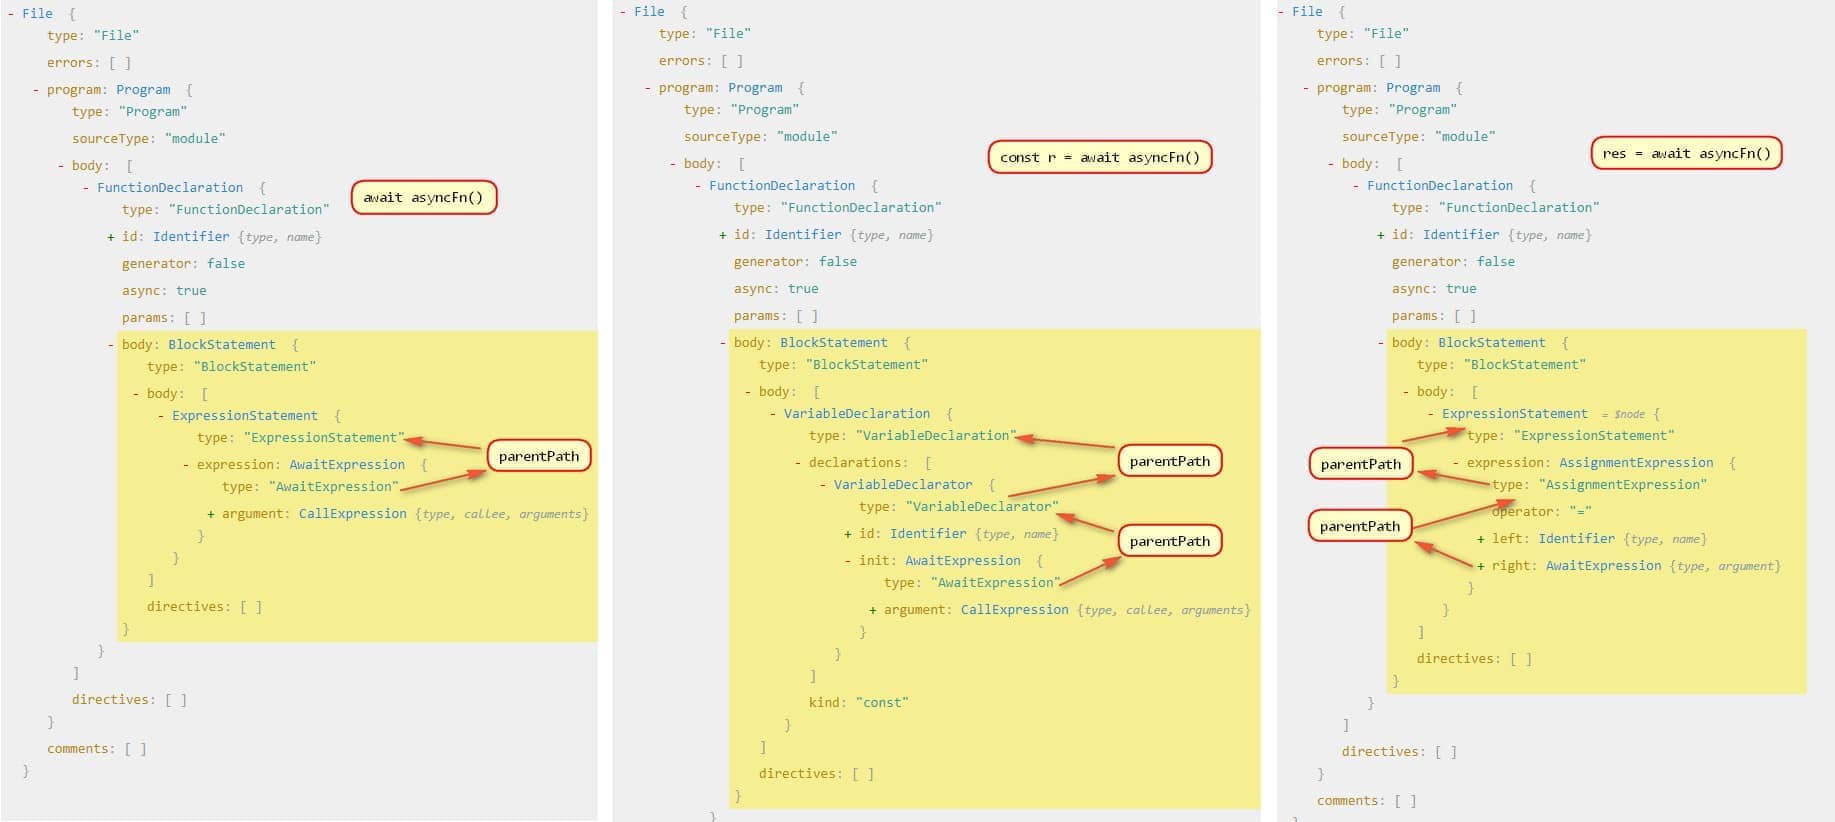 - File {
type: "File"
errors: [ ]
- program: Program {
type: "Program"
sourceType: "module"
- body: [
- FunctionDeclaration {
await asyncFn()
type: "FunctionDeclaration"
+ id: Identifier {type, name}
generator: false
async: true
params: [ ]
- body: BlockStatement {
type: "BlockStatement"
- body: [
- ExpressionStatement {
type: "ExpressionStatement"
parentPath
- expression: AwaitExpression {
type: "AwaitExpression"
+ argument: CallExpression {type, callee, arguments}
}
}
]
directives: [ ]
}
}
]
directives: [ ]
}
comments: [ ]
}
- File {
type: "File"
errors: [ ]
- program: Program {
type: "Program"
sourceType: "module"
const r = await asyncFn()
- body: [
- FunctionDeclaration {
type: "FunctionDeclaration"
+ id: Identifier {type, name}
generator: false
async: true
params: [ ]
- body: BlockStatement {
type: "BlockStatement"
- body: [
- VariableDeclaration {
type: "VariableDeclaration"
parentPath
- declarations: [
- VariableDeclarator {
type: "VariableDeclarator"
+ id: Identifier {type, name}
parentPath
- init: AwaitExpression {
type: "AwaitExpression"
+ argument: CallExpression {type, callee, arguments}
}
}
]
kind: "const"
}
]
directives: [ ]
}
}
- File {
type: "File"
errors: [ ]
- program: Program {
type: "Program"
sourceType: "module"
res = await asyncFn()
- body: [
- FunctionDeclaration {
type: "FunctionDeclaration"
+ id: Identifier {type, name}
generator: false
async: true
params: [ ]
- body: BlockStatement {
type: "BlockStatement"
- body: [
- ExpressionStatement = $node {
type: "ExpressionStatement"
parentPath
- expression: AssignmentExpression {
type: "AssignmentExpression"
operator: "="
parentPath
+ left: Identifier {type, name}
+ right: AwaitExpression {type, argument}
}
}
]
directives: [ ]
}
}
]
directives: [ ]
}
comments: [ ]
}